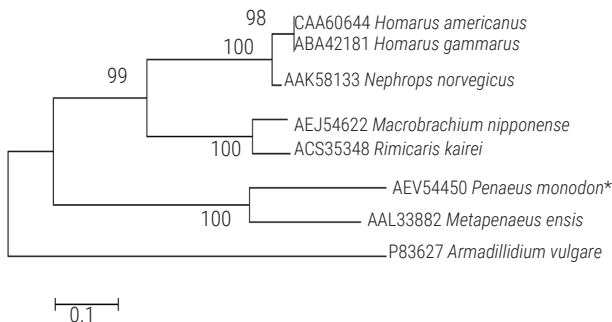 98
CAA60644 Homarus americanus
ABA42181 Homarus gammarus
100
99
AAK58133 Nephrops norvegicus
AEJ54622 Macrobrachium nipponense
100
ACS35348 Rimicaris kairei
AEV54450 Penaeus monodon*
100
AAL33882 Metapenaeus ensis
P83627 Armadillidium vulgare
0.1